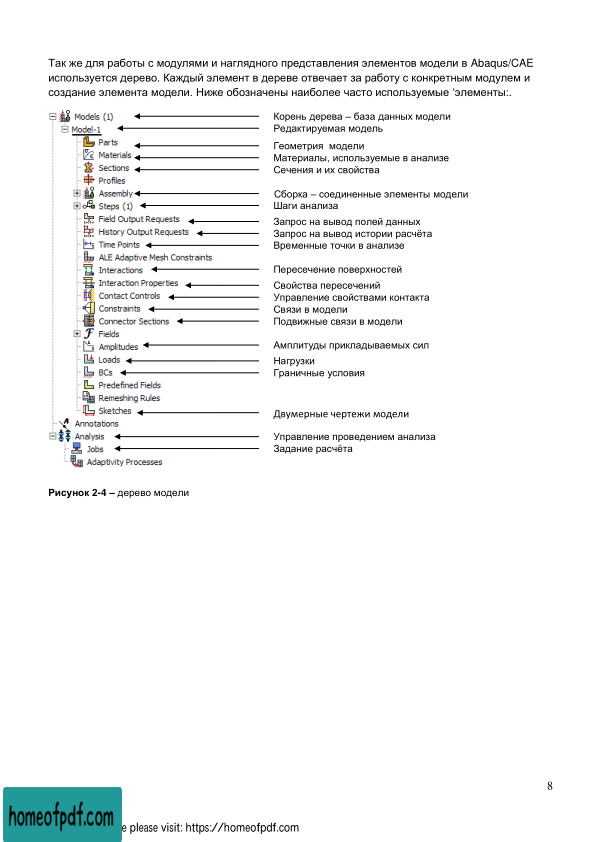 Так же для работы с модулями и наглядного представления элементов модели в Abaqus/CAE
используется дерево. Каждый элемент в дереве отвечает за работу с конкретным модулем и
создание элемента модели. Ниже обозначены наиболее часто используемые ‘элементы:.
Models (1) Корень дерева – база данных модели
Model-1 Редактируемая модель
Parts Геометрия модели
Materials Материалы, используемые в анализе
Sections Сечения и их свойства
Profiles
Assembly Сборка – соединенные элементы модели
Steps (1) Шаги анализа
Field Output Requests Запрос на вывод полей данных
History Output Requests Запрос на вывод истории расчёта
Time Points Временные точки в анализе
ALE Adaptive Mesh Constraints
Interactions Пересечение поверхностей
Interaction Properties Свойства пересечений
Contact Controls Управление свойствами контакта
Constraints Связи в модели
Connector Sections Подвижные связи в модели
Fields
Amplitudes Амплитуды прикладываемых сил
Loads Нагрузки
BCs Граничные условия
Predefined Fields
Remeshing Rules
Sketches Двумерные чертежи модели
Annotations
Analysis Управление проведением анализа
Jobs Задание расчёта
Adaptivity Processes
Рисунок 2-4 – дерево модели
8
homeofpdf.com
e please visit: https://homeofpdf.com